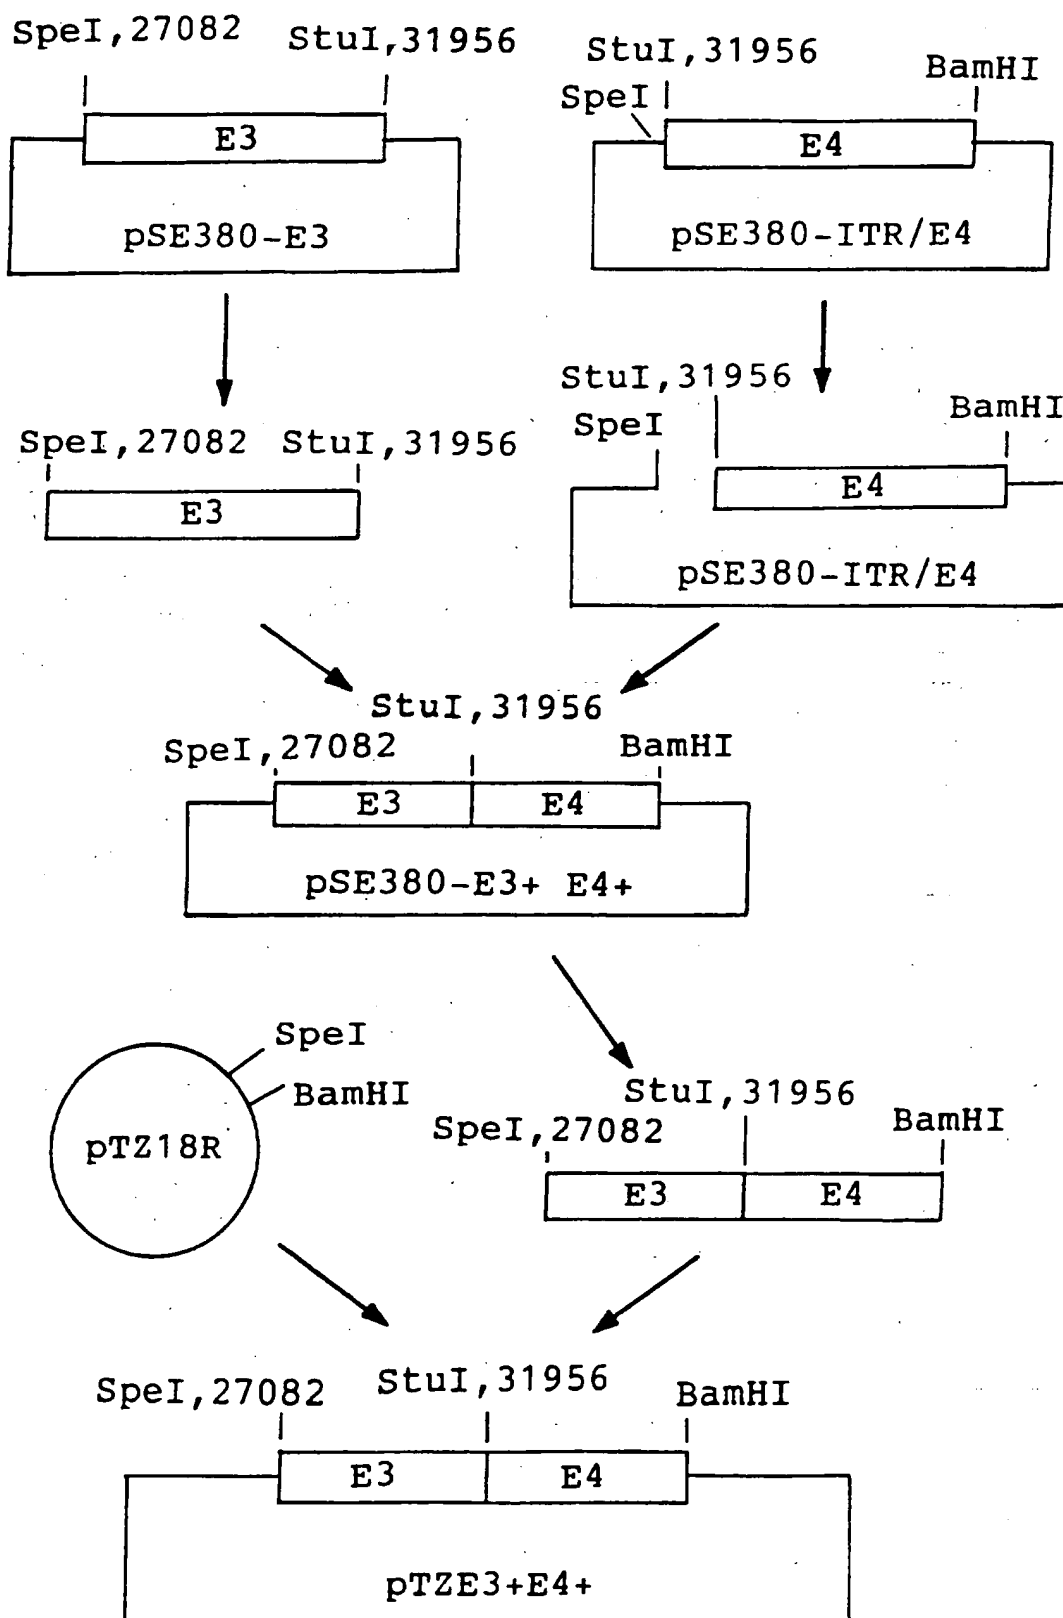 SpeI,27082
StuI,31956
E3
pSE380-E3
StuI,31956
SpeI
BamHI
E4
pSE380-ITR/E4
SpeI,27082
StuI,31956
E3
StuI,31956
SpeI
BamHI
E4
pSE380-ITR/E4
StuI,31956
SpeI,27082
BamHI
E3
E4
pSE380-E3+ E4+
SpeI
BamHI
pTZ18R
StuI,31956
SpeI,27082
BamHI
E3
E4
SpeI,27082
StuI,31956
BamHI
E3
E4
pTZE3+E4+